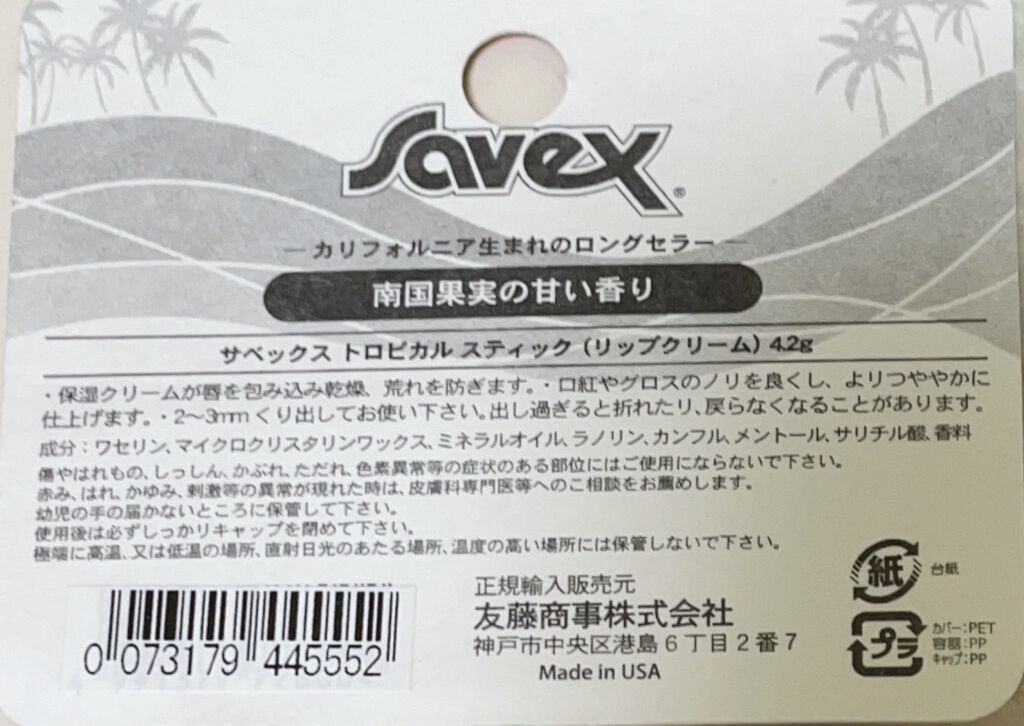 Savex®
― カリフォルニア生まれのロングセラー ―
南国果実の甘い香り
サベックス トロピカル スティック（リップクリーム）4.2g
・保湿クリームが唇を包み込み乾燥、荒れを防ぎます。・口紅やグロスのノリを良くし、よりつややかに
仕上げます。・2〜3mmくり出してお使い下さい。出し過ぎると折れたり、戻らなくなることがあります。
成分：ワセリン、マイクロクリスタリンワックス、ミネラルオイル、ラノリン、カンフル、メントール、サリチル酸、香料
傷やはれもの、しっしん、かぶれ、ただれ、色素異常等の症状のある部位にはご使用にならないで下さい。
赤み、はれ、かゆみ、刺激等の異常が現れた時は、皮膚科専門医等へのご相談をお薦めします。
幼児の手の届かないところに保管して下さい。
使用後は必ずしっかりキャップを閉めて下さい。
極端に高温、又は低温の場所、直射日光のあたる場所、温度の高い場所には保管しないで下さい。
0 073179 445552
正規輸入販売元
友藤商事株式会社
神戸市中央区港島6丁目2番7
Made in USA
紙 台紙
プラ カバー：PET
容器：PP
キャップ：PP